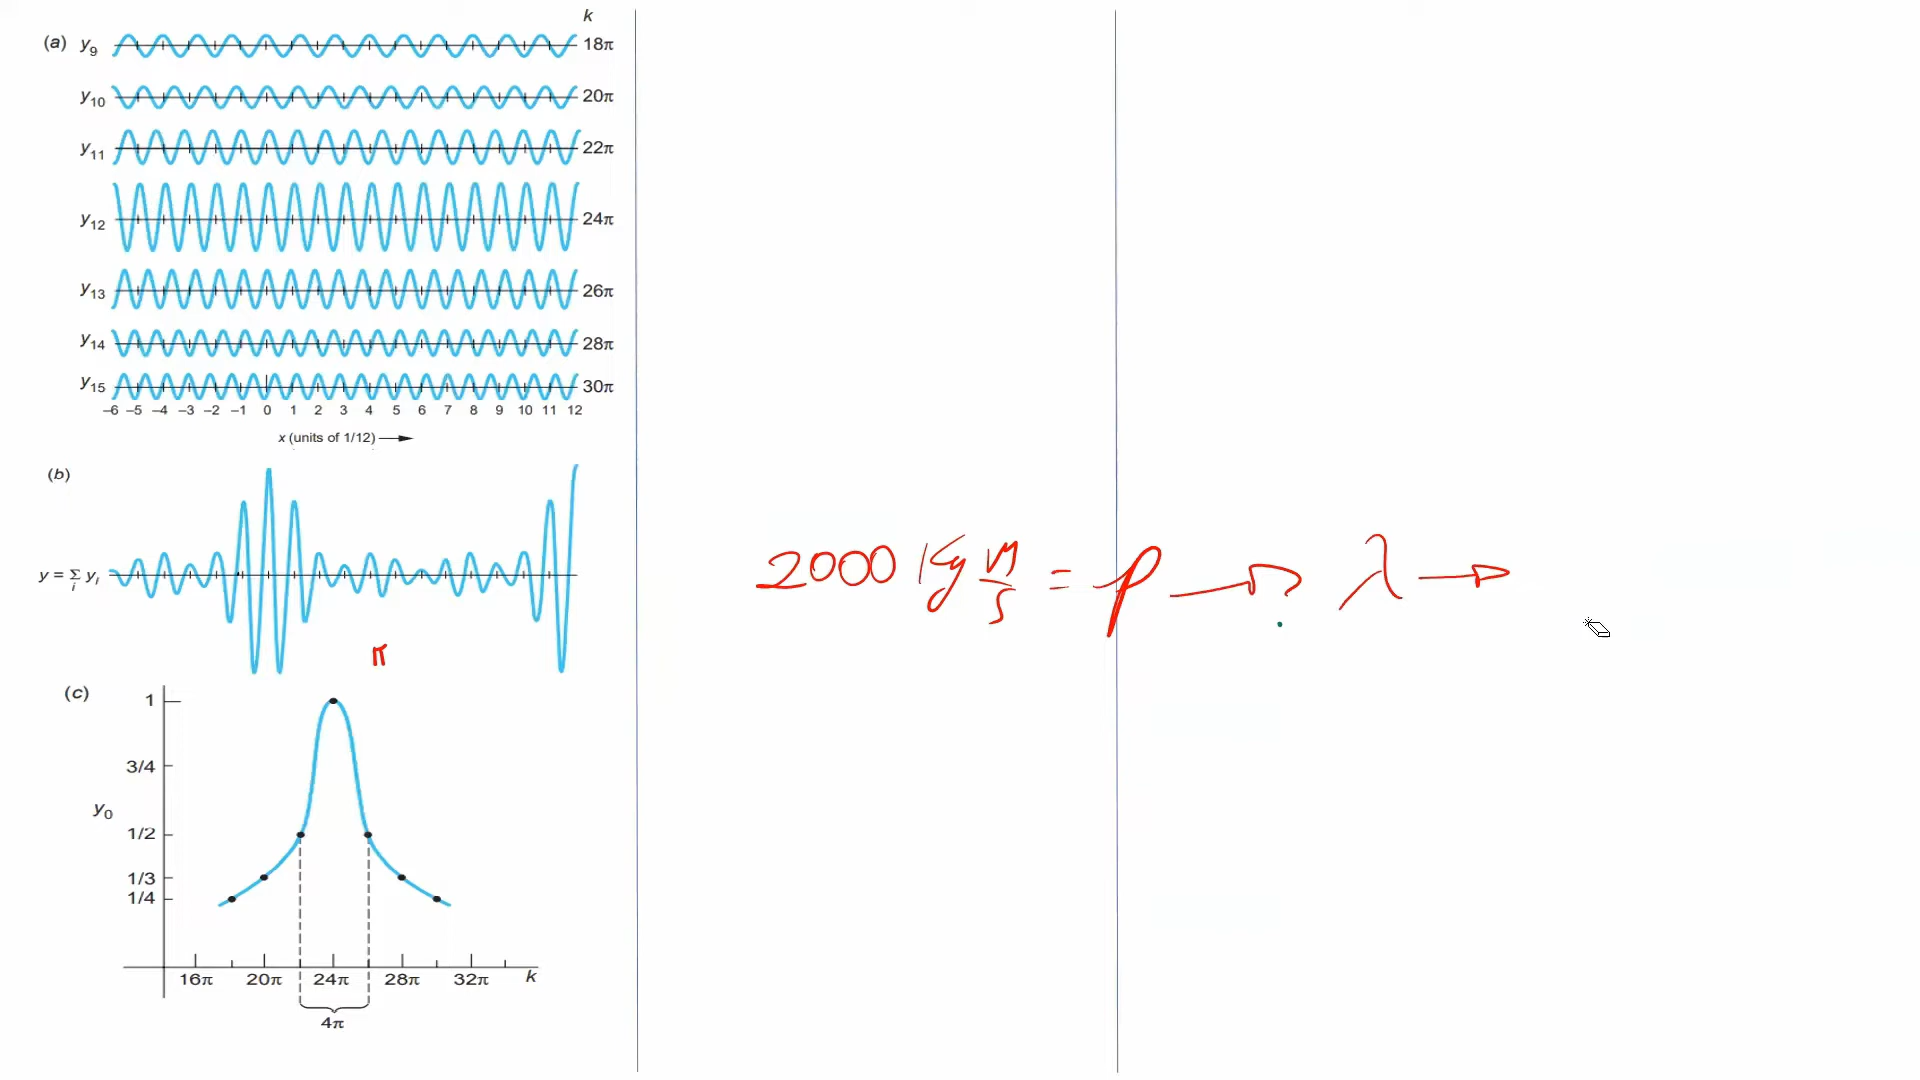 k
(a) y9 18π
y10 20π
y11 22π
y12 24π
y13 26π
y14 28π
y15 30π
–6 –5 –4 –3 –2 –1 0 1 2 3 4 5 6 7 8 9 10 11 12
x (units of 1/12)
(b)
y = Σ yi
i
π
2000 Kg m/s = p → ? λ →
(c)
1
3/4
y0
1/2
1/3
1/4
16π 20π 24π 28π 32π k
4π